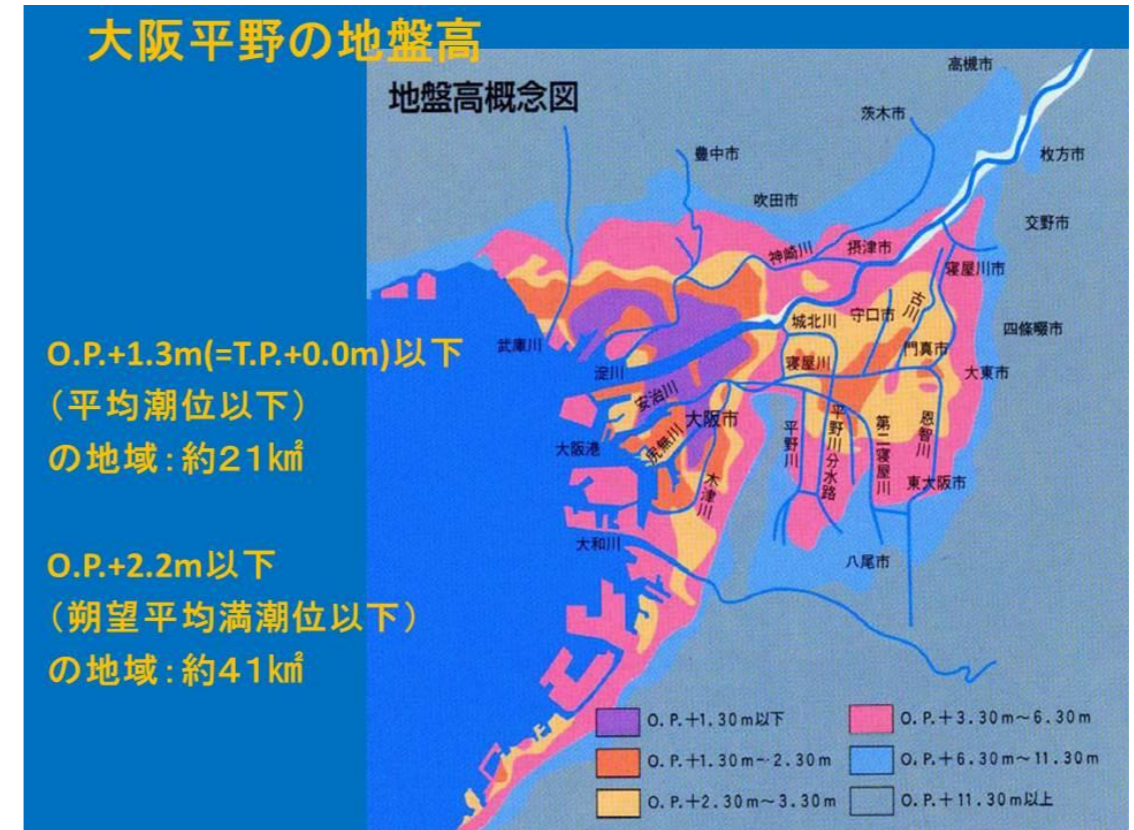 大阪平野の地盤高
地盤高概念図
高槻市
茨木市
豊中市
枚方市
吹田市
交野市
神崎川
摂津市
寝屋川市
古川
城北川
守口市
四條畷市
武庫川
門真市
淀川
寝屋川
大東市
安治川
大阪市
尻無川
大阪港
平野川
平野川分水路
第二寝屋川
恩智川
木津川
東大阪市
大和川
八尾市
O.P.+1.3m(=T.P.+0.0m)以下
（平均潮位以下）
の地域：約21㎢
O.P.+2.2m以下
（朔望平均満潮位以下）
の地域：約41㎢
O.P.+1.30m以下
O.P.+1.30m~2.30m
O.P.+2.30m~3.30m
O.P.+3.30m~6.30m
O.P.+6.30m~11.30m
O.P.+11.30m以上